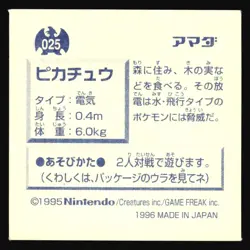 025
アマダ
ピカチュウ
タイプ：電気
身　長：0.4m
体　重：6.0kg
森に住み、木の実な
どを食べる。その放
電は水・飛行タイプの
ポケモンには脅威だ。
●あそびかた● 2人対戦で遊びます。
（くわしくは、パッケージのウラを見てネ）
©1995 Nintendo/Creatures inc./GAME FREAK inc.
1996 MADE IN JAPAN